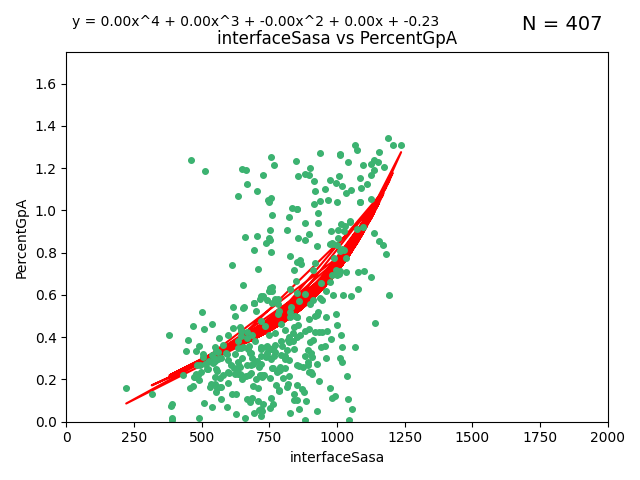 y = 0.00x^4 + 0.00x^3 + -0.00x^2 + 0.00x + -0.23
N = 407
interfaceSasa vs PercentGpA
PercentGpA
1.6
1.4
1.2
1.0
0.8
0.6
0.4
0.2
0.0
0 250 500 750 1000 1250 1500 1750 2000
interfaceSasa